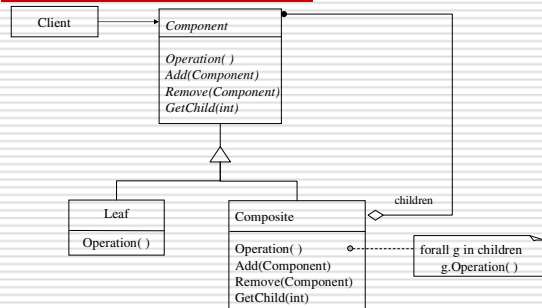 Client
Component
Operation( )
Add(Component)
Remove(Component)
GetChild(int)
children
Leaf
Operation( )
Composite
Operation( )
Add(Component)
Remove(Component)
GetChild(int)
forall g in children
g.Operation( )